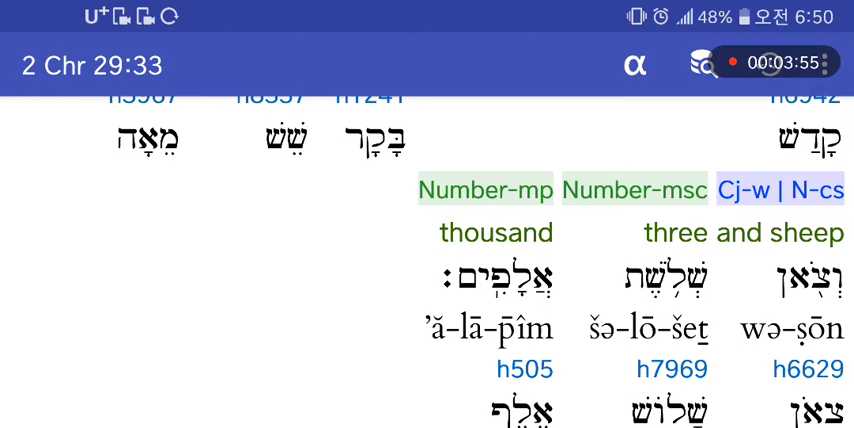 U+ 48% 오전 6:50
2 Chr 29:33 α 00:03:55
h6942 h1241 h8337 h3967
קָדַשׁ בָּקָר שֵׁשׁ מֵאָה
Cj-w | N-cs Number-msc Number-mp
and sheep three thousand
וְצֹ֖אן שְׁלֹ֥שֶׁת אֲלָפִֽים׃
wə-ṣōn šə-lō-šeṯ ’ă-lā-p̄îm
h6629 h7969 h505
צֹאן שָׁלוֹשׁ אֶלֶף